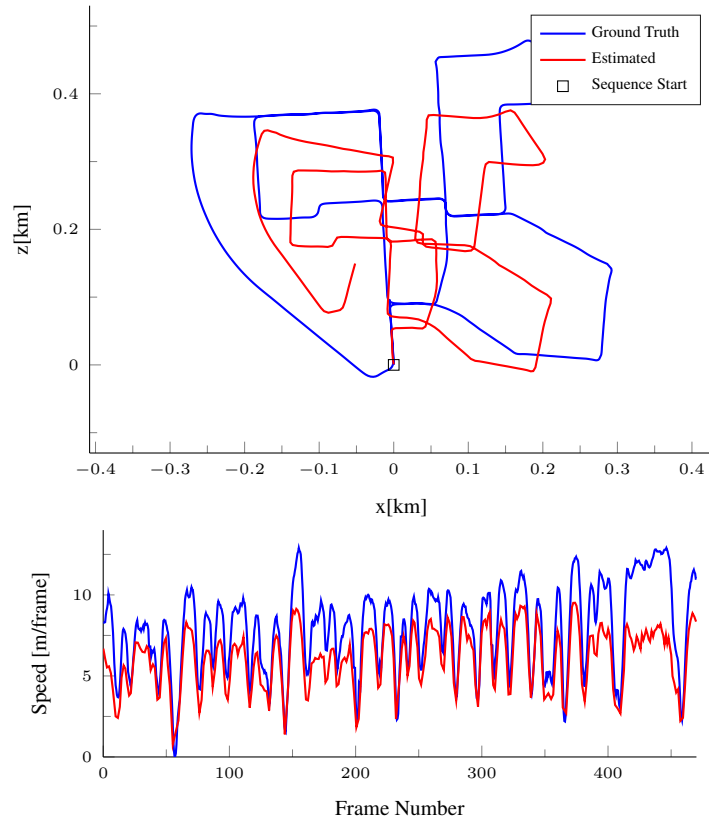 Ground Truth
Estimated
Sequence Start
0.4
0.2
0
z[km]
−0.4 −0.3 −0.2 −0.1 0 0.1 0.2 0.3 0.4
x[km]
10
5
0
Speed [m/frame]
0 100 200 300 400
Frame Number